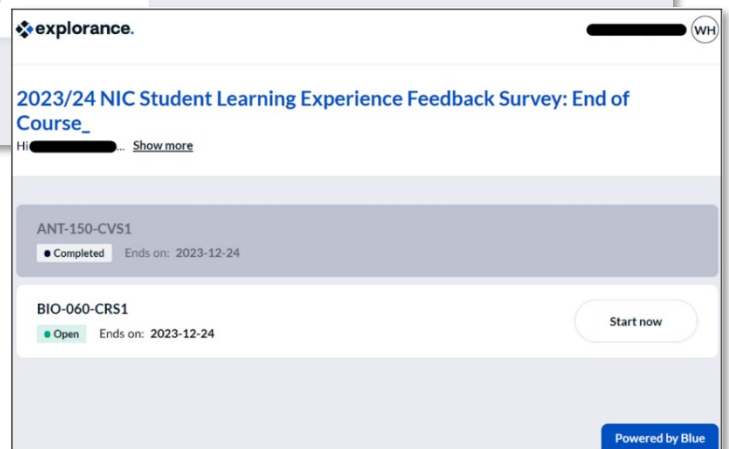 explorance.
WH
2023/24 NIC Student Learning Experience Feedback Survey: End of
Course_
Hi ... Show more
ANT-150-CVS1
Completed Ends on: 2023-12-24
BIO-060-CRS1
Open Ends on: 2023-12-24
Start now
Powered by Blue